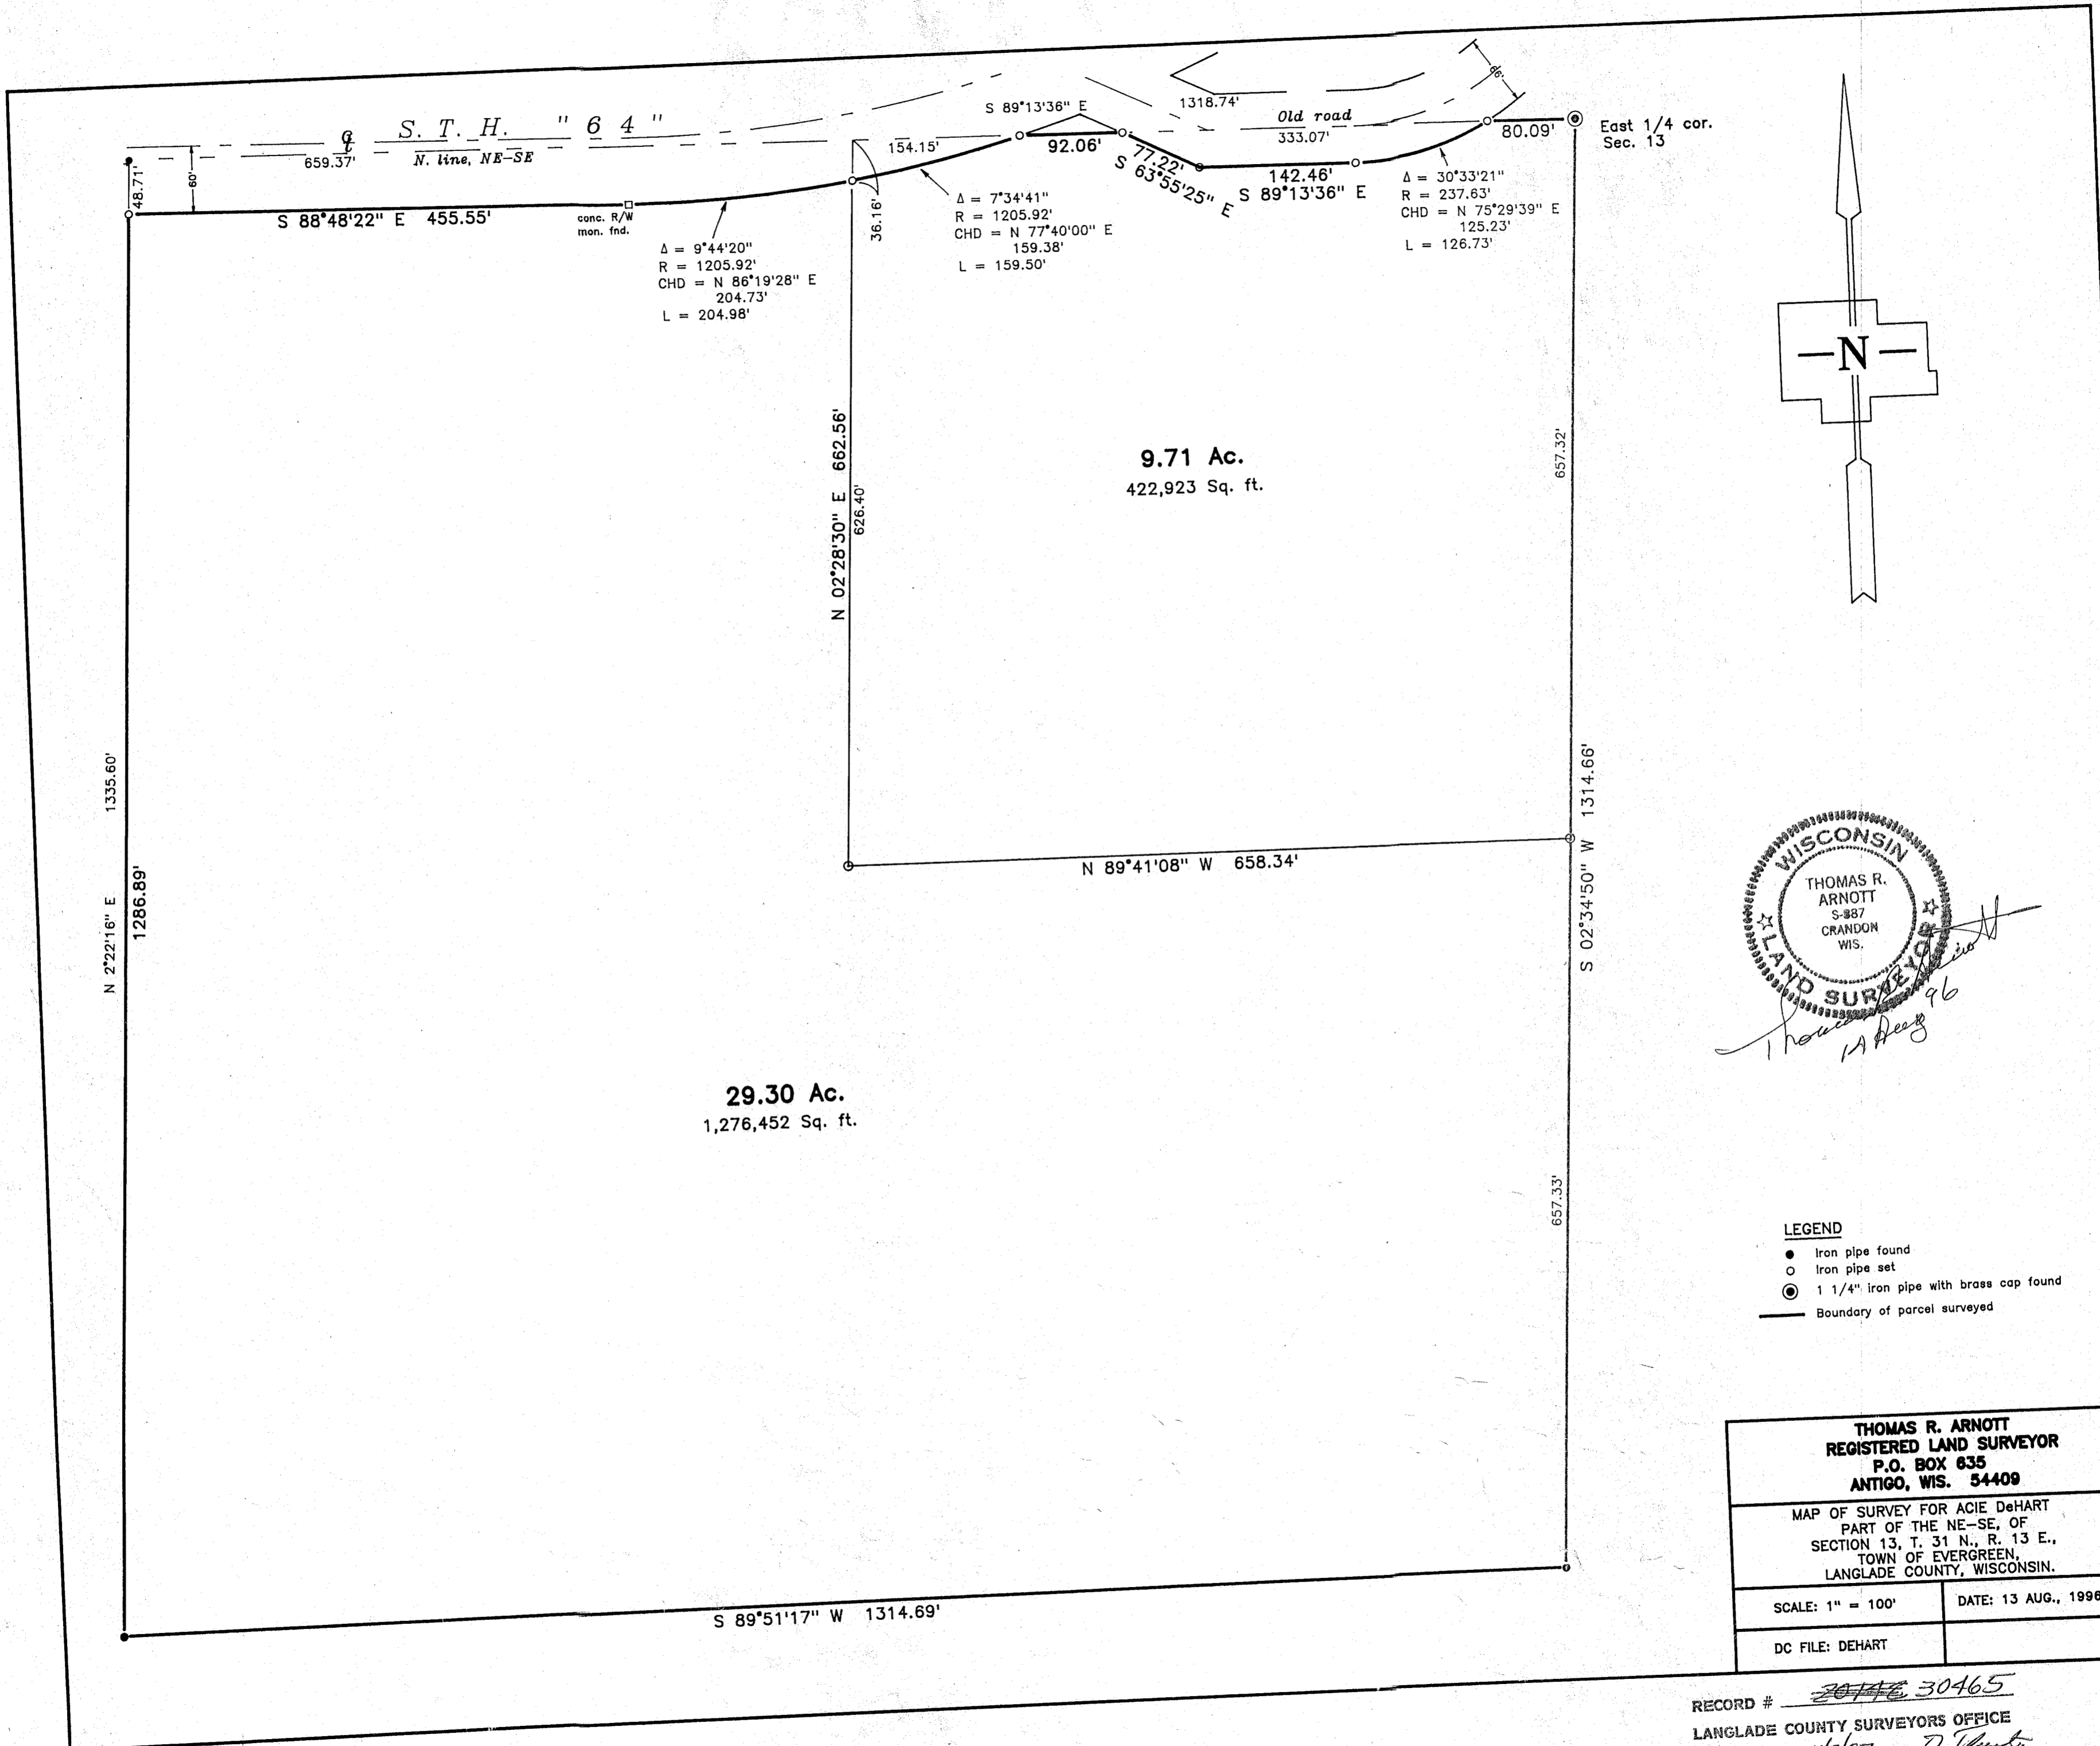 S. T. H. "64"
659.37'
N. line, NE-SE
48.71'
60'
S 88°48'22" E 455.55'
conc. R/W
mon. fnd.
Δ = 9°44'20"
R = 1205.92'
CHD = N 86°19'28" E
204.73'
L = 204.98'
154.15'
36.16'
S 89°13'36" E
92.06'
Δ = 7°34'41"
R = 1205.92'
CHD = N 77°40'00" E
159.38'
L = 159.50'
77.22'
S 63°55'25" E
1318.74'
Old road
333.07'
142.46'
S 89°13'36" E
66'
80.09'
East 1/4 cor.
Sec. 13
Δ = 30°33'21"
R = 237.63'
CHD = N 75°29'39" E
125.23'
L = 126.73'
N
N 02°28'30" E 662.56'
626.40'
9.71 Ac.
422,923 Sq. ft.
657.32'
N 89°41'08" W 658.34'
S 02°34'50" W 1314.66'
N 2°22'16" E 1335.60'
1286.89'
29.30 Ac.
1,276,452 Sq. ft.
657.33'
S 89°51'17" W 1314.69'
WISCONSIN
THOMAS R.
ARNOTT
CRANDON
WIS.
LAND SURVEYOR
96
Aug
LEGEND
Iron pipe found
Iron pipe set
1 1/4" iron pipe with brass cap found
Boundary of parcel surveyed
THOMAS R. ARNOTT
REGISTERED LAND SURVEYOR
P.O. BOX 635
ANTIGO, WIS. 54409
MAP OF SURVEY FOR ACIE DeHART
PART OF THE NE-SE, OF
SECTION 13, T. 31 N., R. 13 E.,
TOWN OF EVERGREEN,
LANGLADE COUNTY, WISCONSIN.
SCALE: 1" = 100'
DATE: 13 AUG., 1996
DC FILE: DEHART
RECORD # 30465
LANGLADE COUNTY SURVEYORS OFFICE